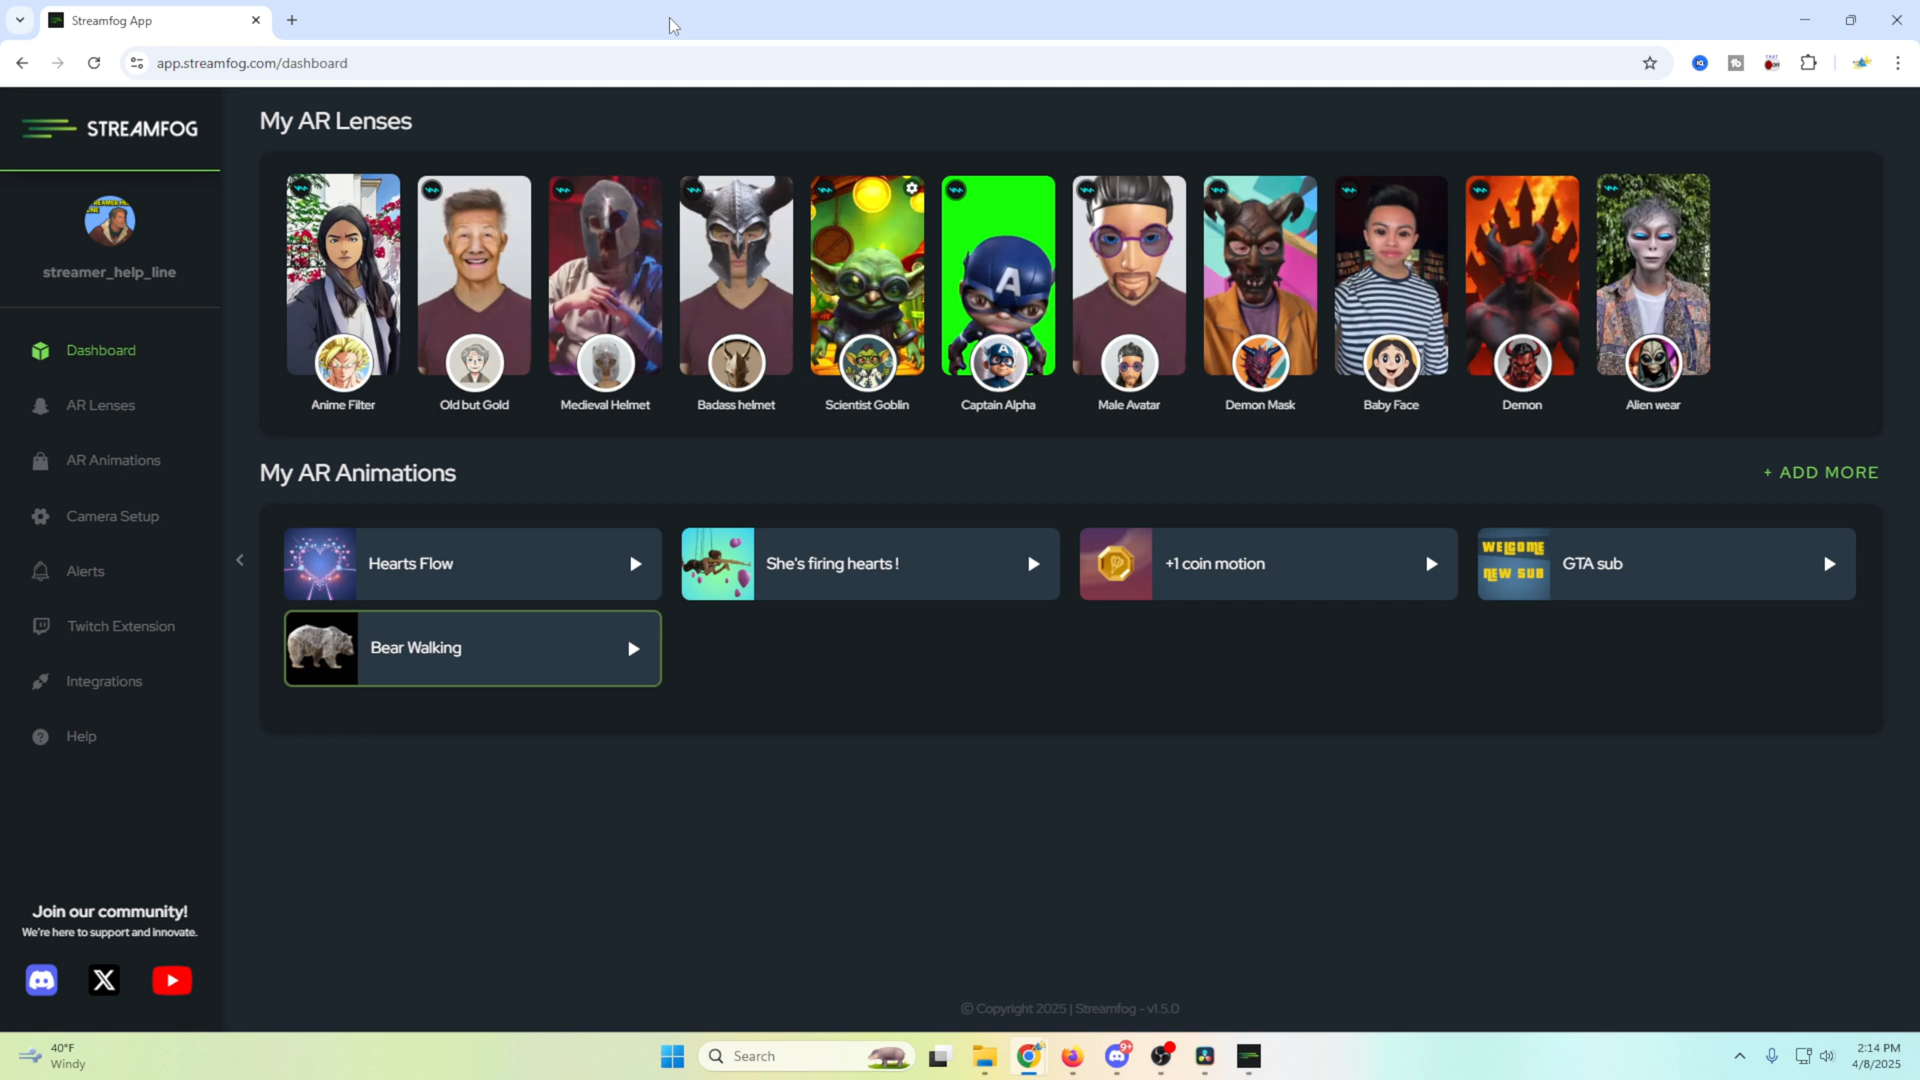 Streamfog App
app.streamfog.com/dashboard
STREAMFOG
streamer_help_line
Dashboard
AR Lenses
AR Animations
Camera Setup
Alerts
Twitch Extension
Integrations
Help
Join our community!
We're here to support and innovate.
My AR Lenses
Anime Filter
Old but Gold
Medieval Helmet
Badass helmet
Scientist Goblin
A
Captain Alpha
Male Avatar
Demon Mask
Baby Face
Demon
Alien wear
My AR Animations
+ ADD MORE
Hearts Flow
She's firing hearts !
+1 coin motion
WELCOME
NEW SUB
GTA sub
Bear Walking
© Copyright 2025 | Streamfog - v1.5.0
40°F
Windy
Search
9+
2:14 PM
4/8/2025